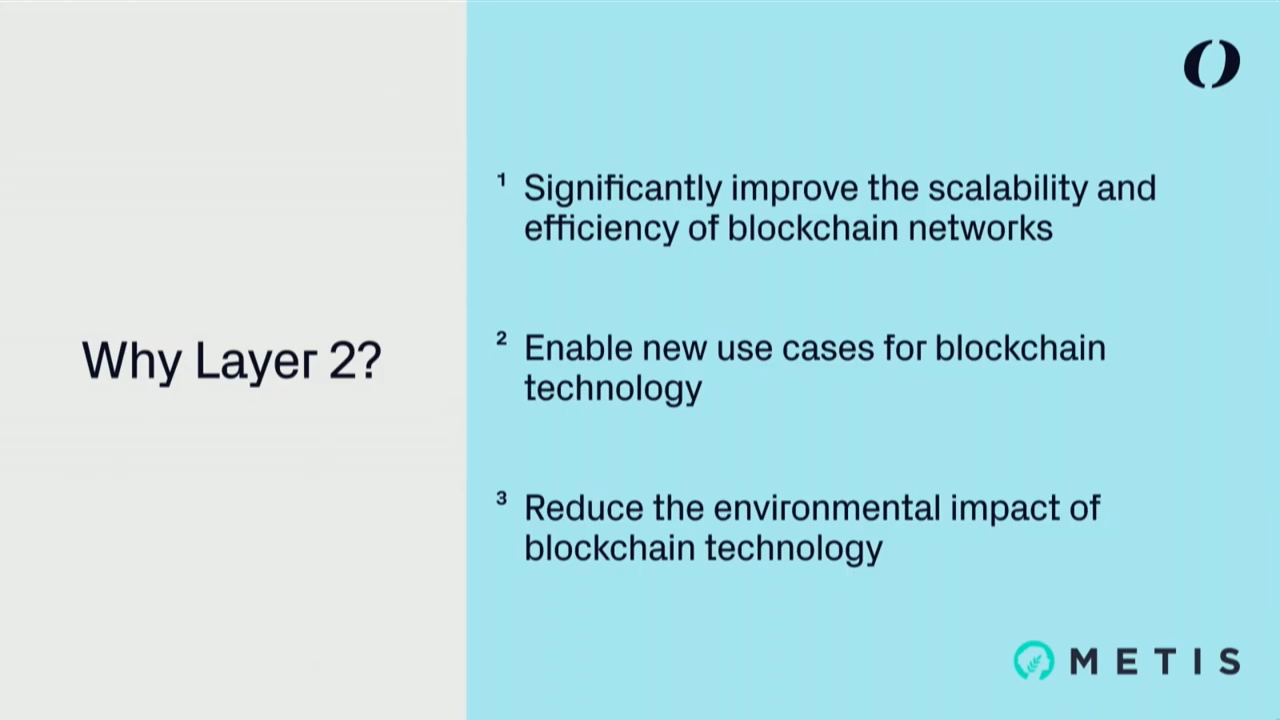 Why Layer 2?
1 Significantly improve the scalability and
efficiency of blockchain networks
2 Enable new use cases for blockchain
technology
3 Reduce the environmental impact of
blockchain technology
METIS